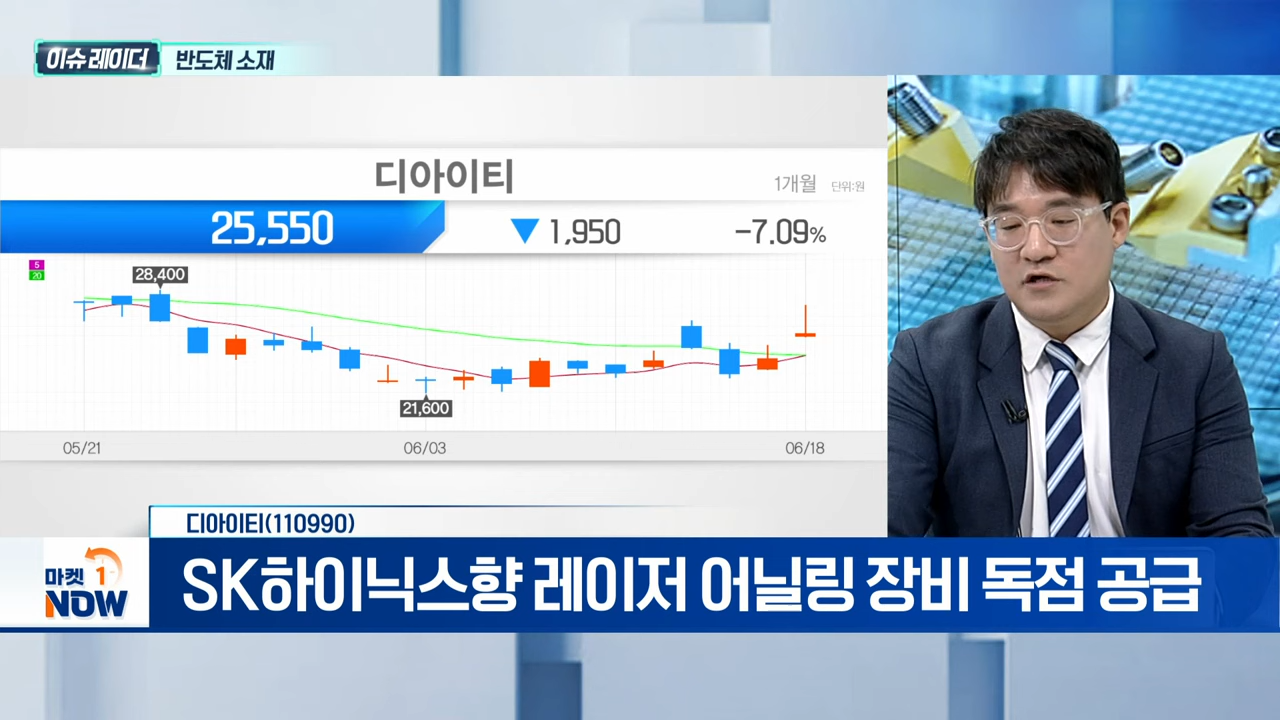 이슈 레이더 반도체 소재
디아이티
1개월 단위:원
25,550 ▼ 1,950 -7.09%
5
20
28,400
21,600
05/21 06/03 06/18
디아이티(110990)
마켓 1
NOW
SK하이닉스향 레이저 어닐링 장비 독점 공급